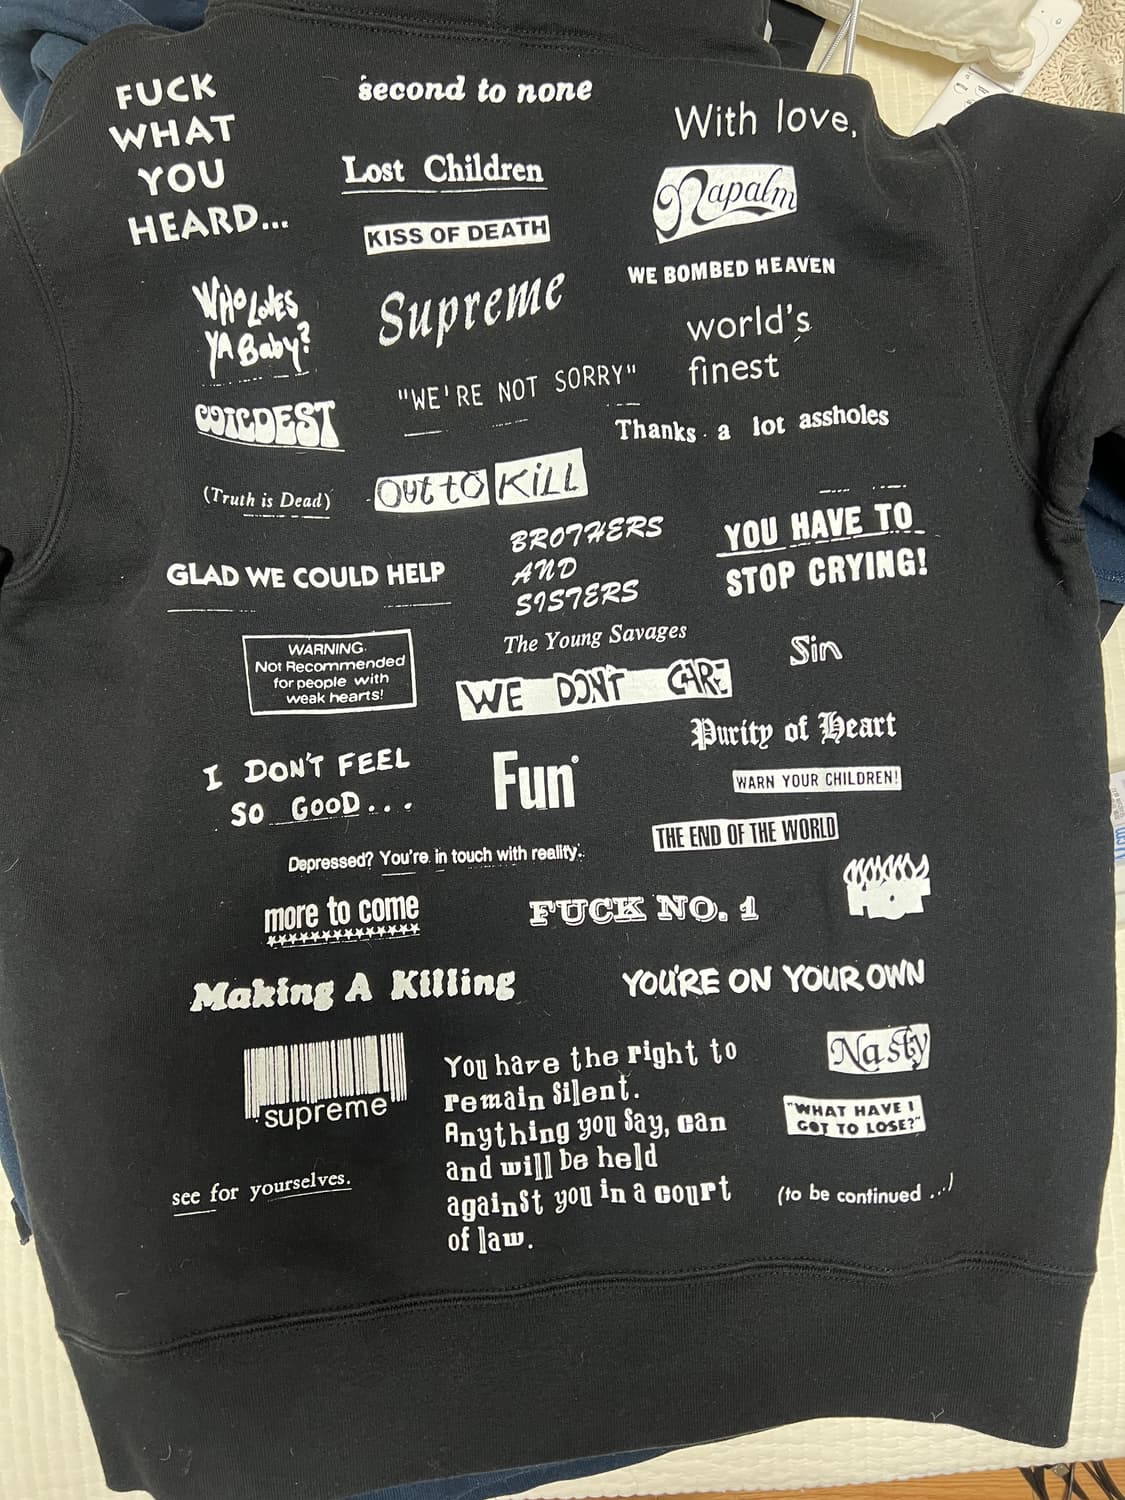 FUCK
WHAT
YOU
HEARD...
second to none
With love,
Lost Children
Napalm
KISS OF DEATH
WE BOMBED HEAVEN
WHO LOVES
YA Baby?
Supreme
world's
finest
"WE'RE NOT SORRY"
COLDEST
Thanks a lot assholes
(Truth is Dead)
OUT TO KiLL
BROTHERS
AND
SISTERS
YOU HAVE TO
STOP CRYING!
GLAD WE COULD HELP
The Young Savages
WARNING.
Not Recommended
for people with
weak hearts!
Sin
WE DON'T CARE
Purity of Heart
I DON'T FEEL
SO GOOD...
Fun
WARN YOUR CHILDREN!
THE END OF THE WORLD
Depressed? You're in touch with reality.
HOT
more to come
FUCK NO. 1
Making A Killing
YOU'RE ON YOUR OWN
supreme
You have the right to
remain Silent.
Anything you Say, can
and will be held
against you in a court
of law.
Nasty
"WHAT HAVE I
GOT TO LOSE?"
see for yourselves.
(to be continued ...)